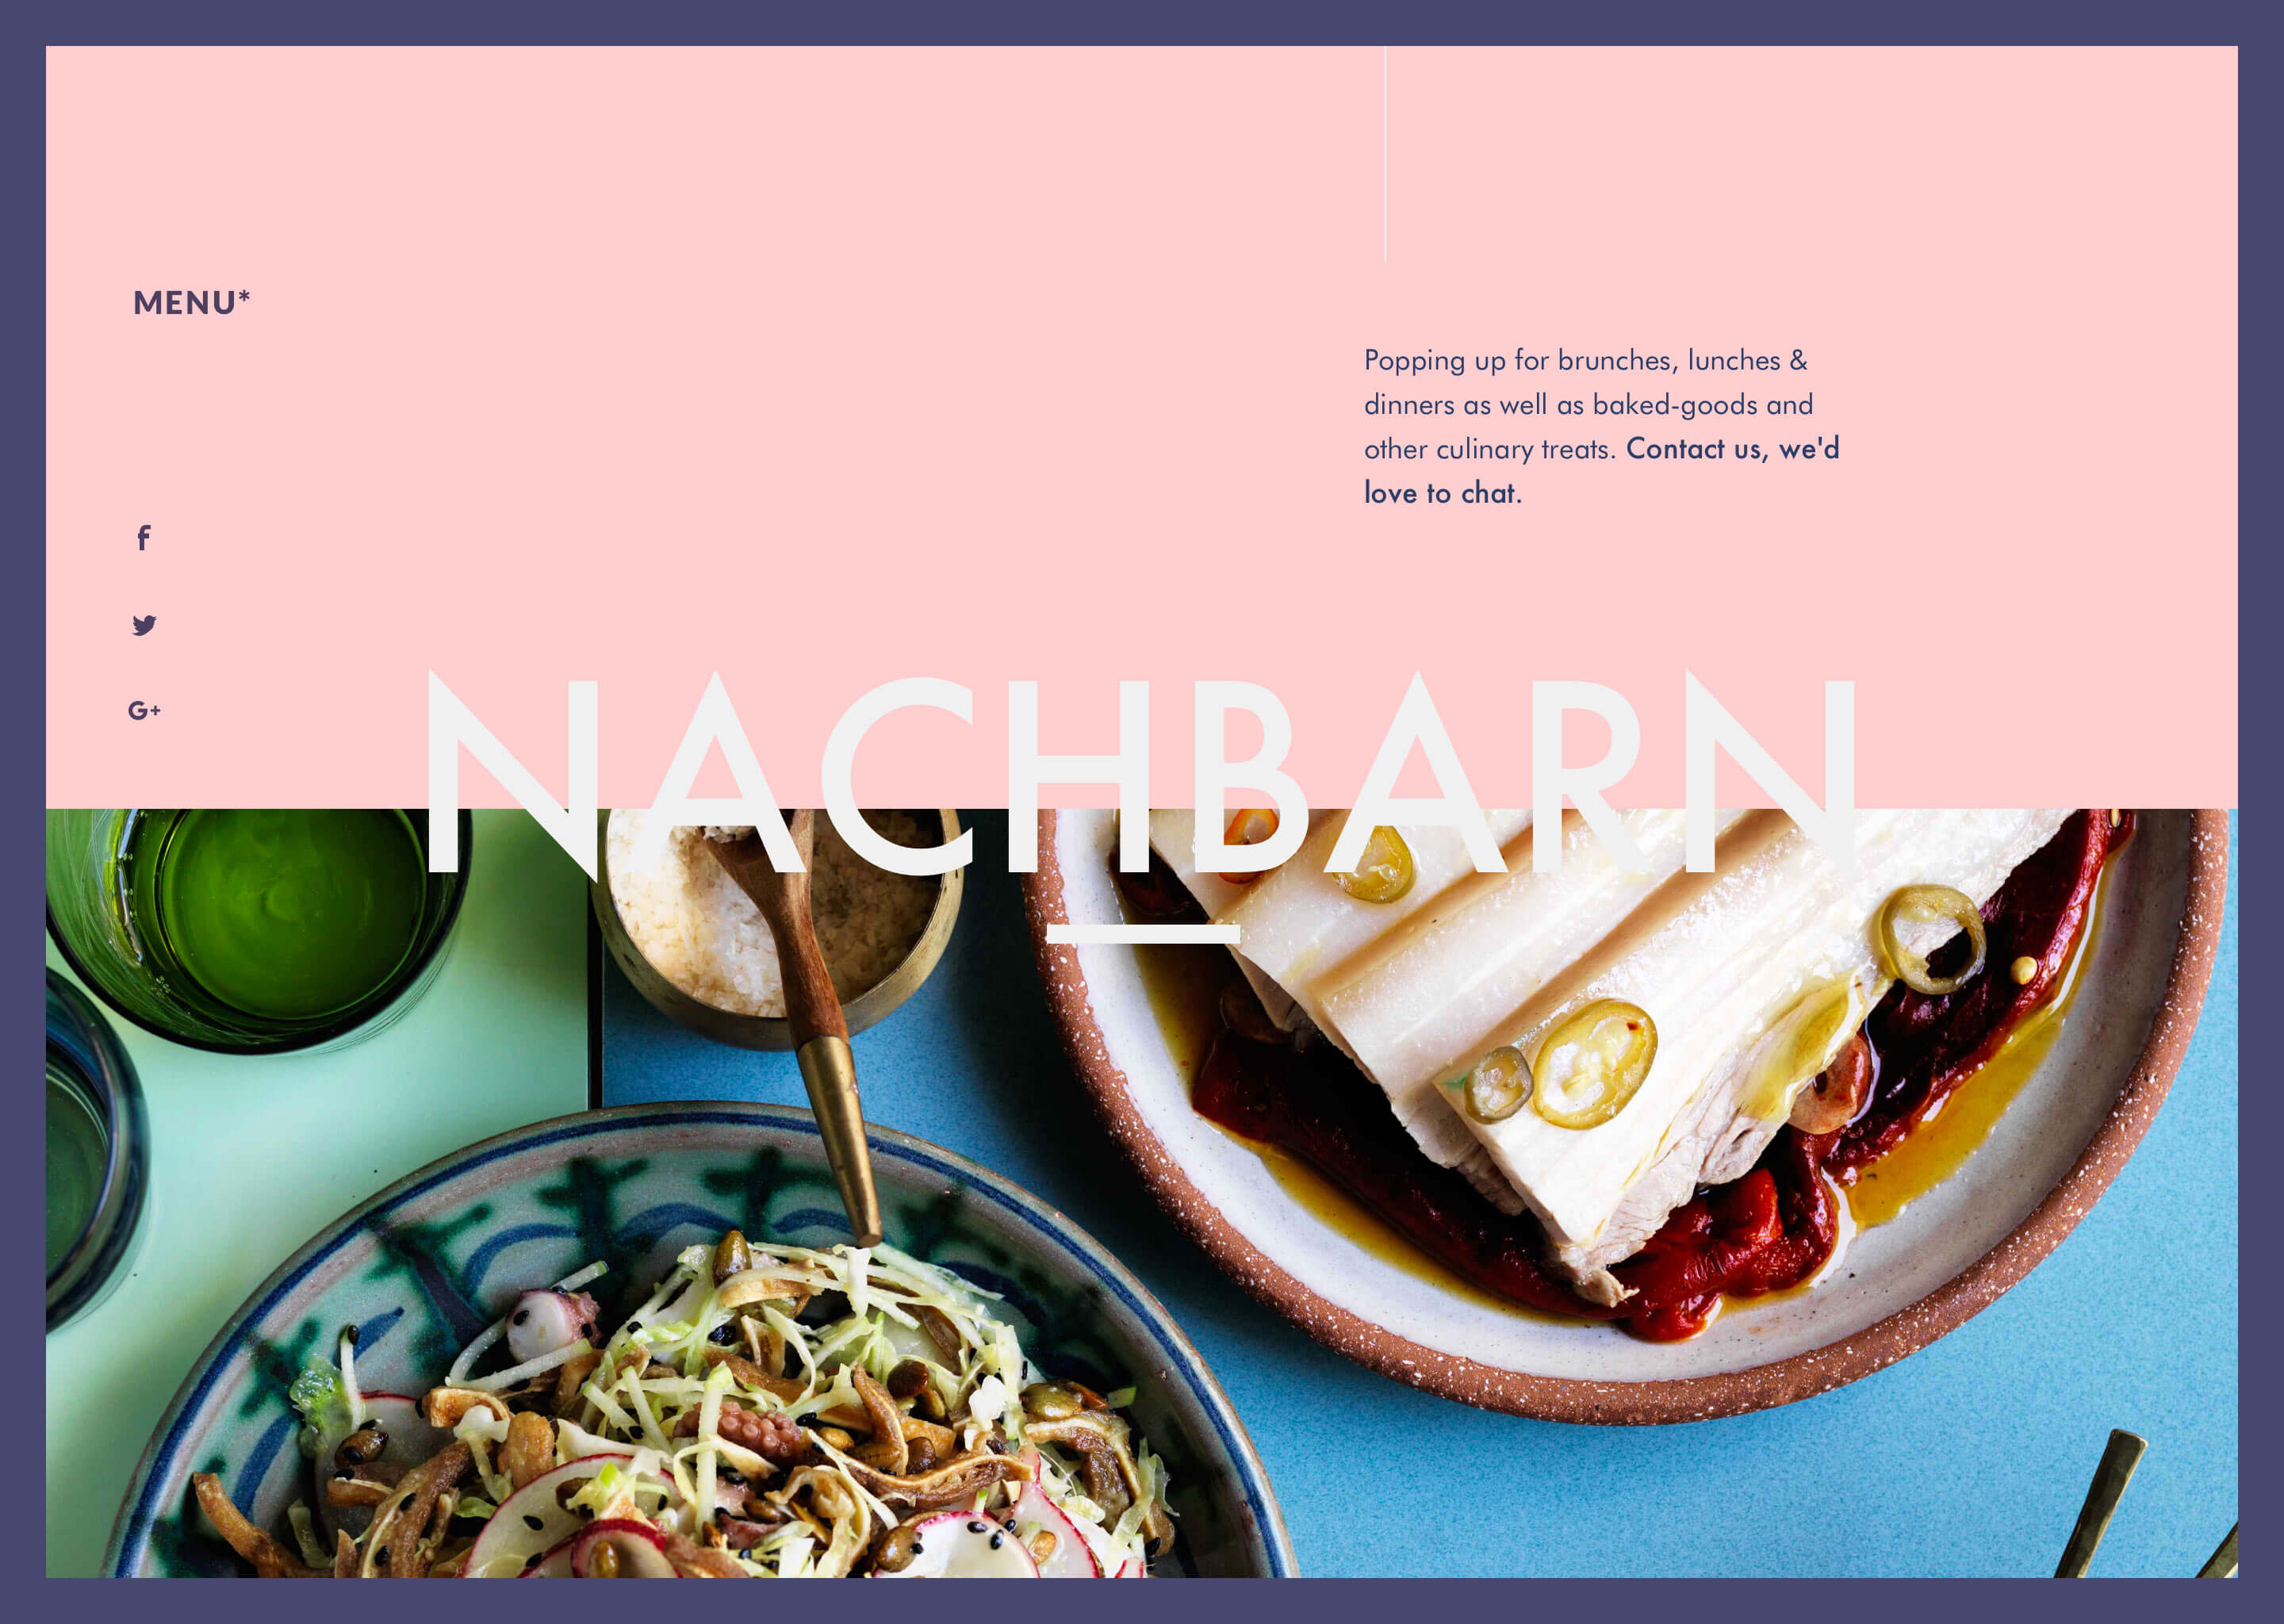 MENU*
Popping up for brunches, lunches &
dinners as well as baked-goods and
other culinary treats. Contact us, we'd
love to chat.
G+
NACHBARN